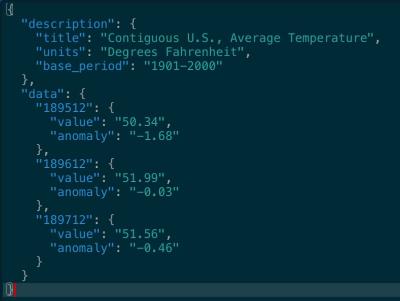 {
  "description": {
    "title": "Contiguous U.S., Average Temperature",
    "units": "Degrees Fahrenheit",
    "base_period": "1901-2000"
  },
  "data": {
    "189512": {
      "value": "50.34",
      "anomaly": "-1.68"
    },
    "189612": {
      "value": "51.99",
      "anomaly": "-0.03"
    },
    "189712": {
      "value": "51.56",
      "anomaly": "-0.46"
    }
  }
}